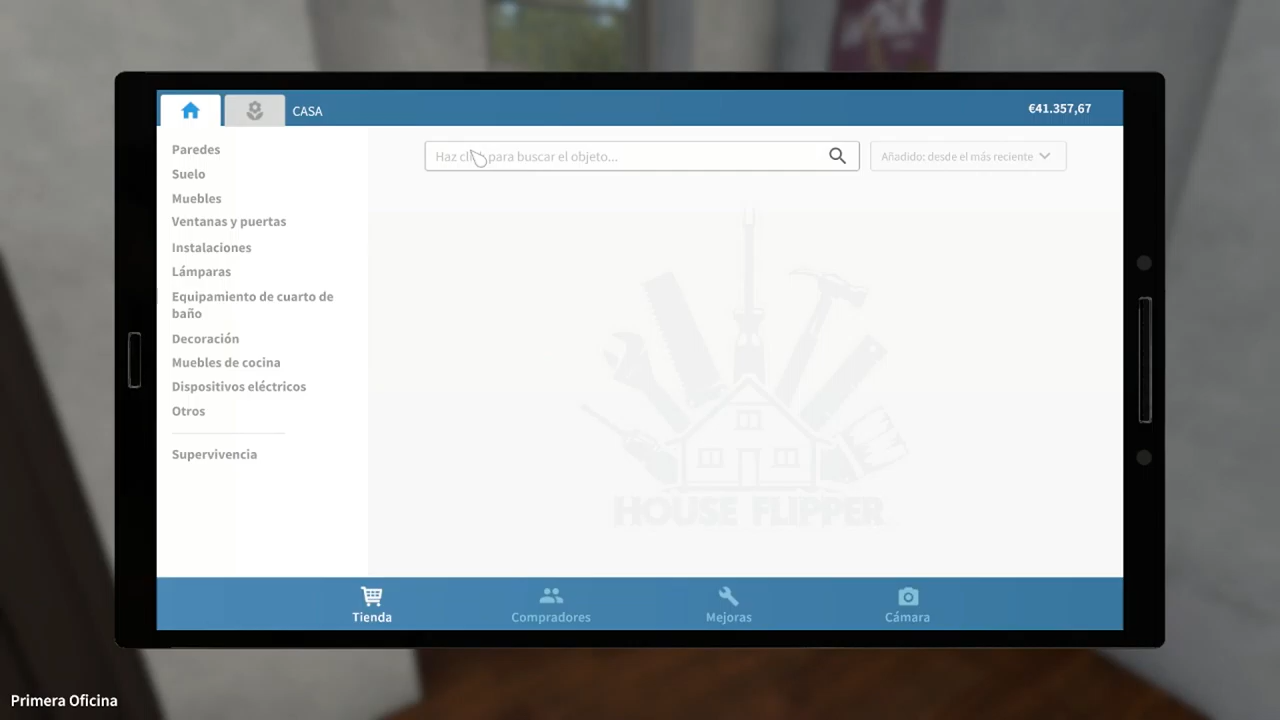 CASA
€41.357,67
Paredes
Suelo
Muebles
Ventanas y puertas
Instalaciones
Lámparas
Equipamiento de cuarto de
baño
Decoración
Muebles de cocina
Dispositivos eléctricos
Otros
Supervivencia
Haz clic para buscar el objeto...
Añadido: desde el más reciente
HOUSE FLIPPER
Tienda
Compradores
Mejoras
Cámara
Primera Oficina